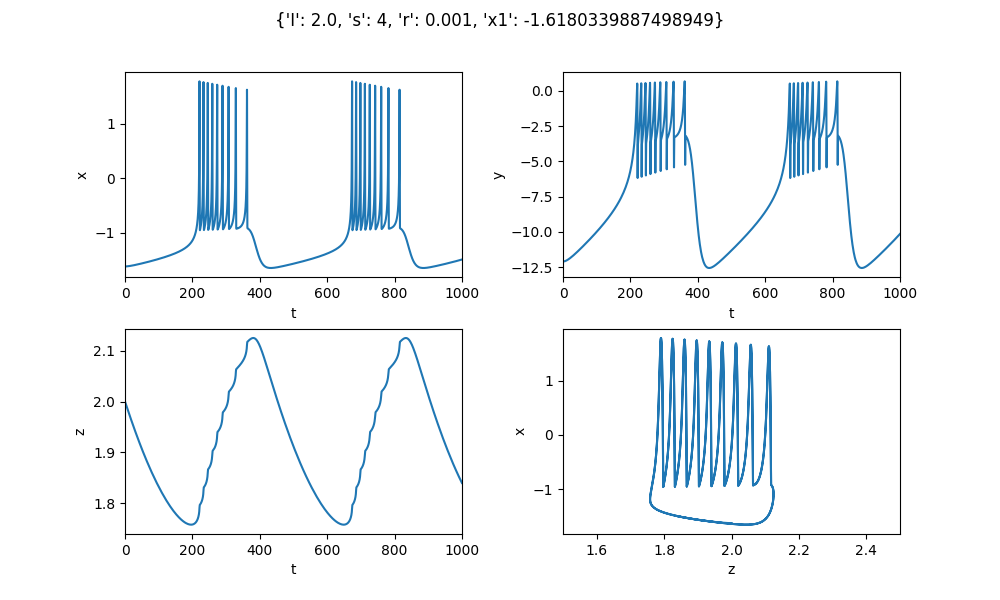 {'I': 2.0, 's': 4, 'r': 0.001, 'x1': -1.6180339887498949}
1
0
−1
x
0 200 400 600 800 1000
t
0.0
−2.5
−5.0
−7.5
−10.0
−12.5
y
0 200 400 600 800 1000
t
2.1
2.0
1.9
1.8
z
0 200 400 600 800 1000
t
1
0
−1
x
1.6 1.8 2.0 2.2 2.4
z